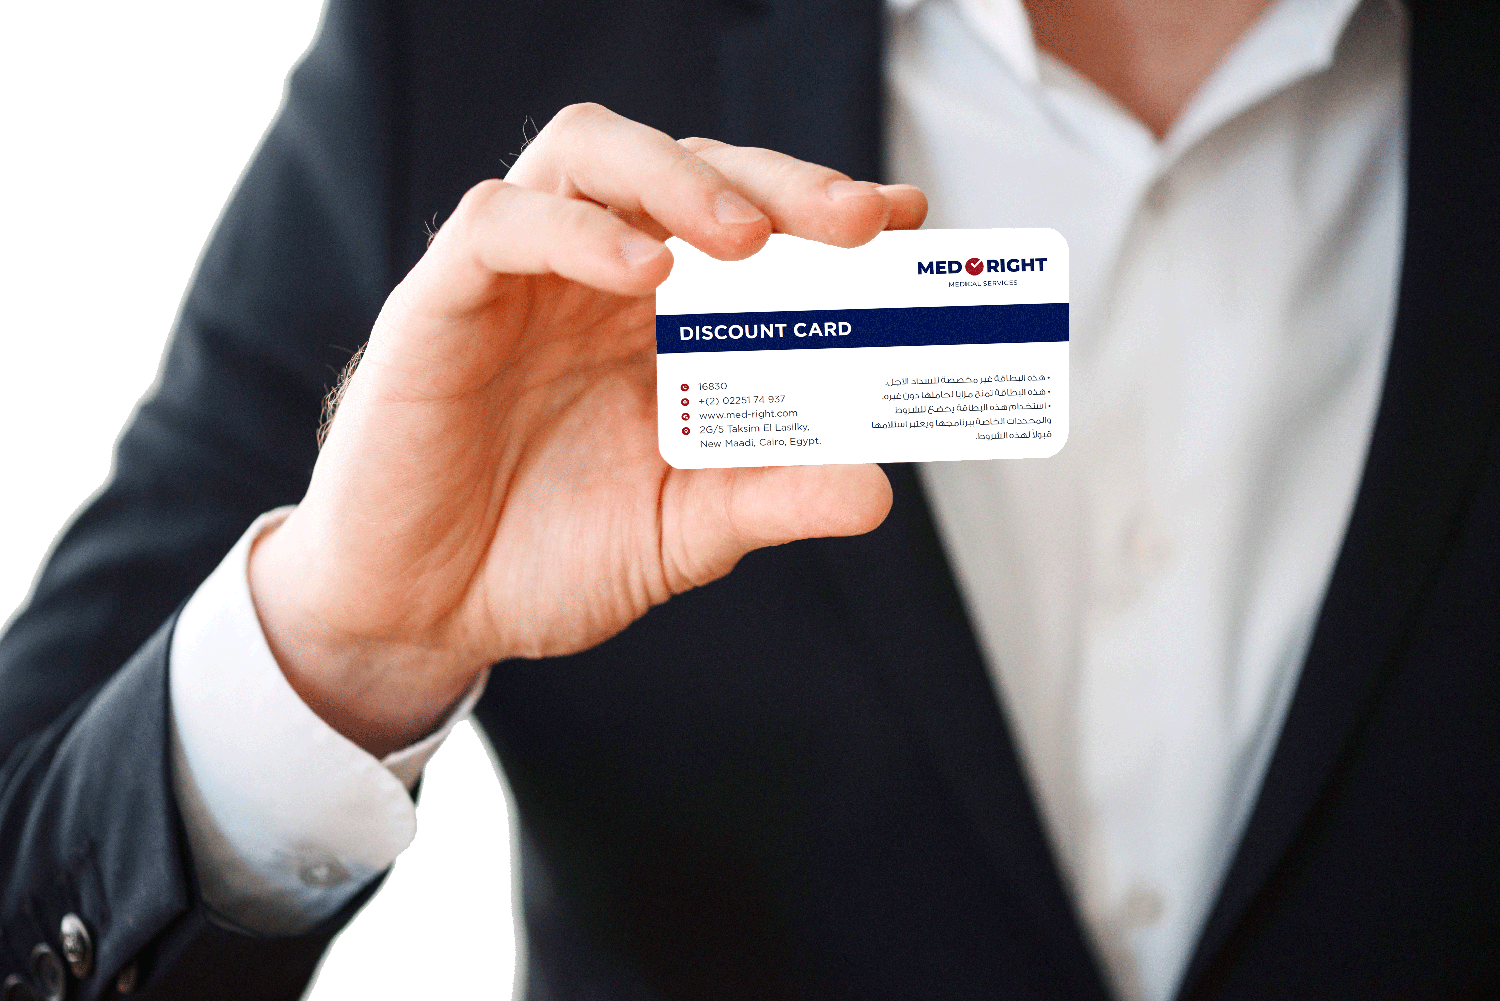 MED RIGHT
MEDICAL SERVICES
DISCOUNT CARD
16830
+(2) 02251 74 937
www.med-right.com
2G/5 Taksim El Lasilky,
New Maadi, Cairo, Egypt.
• هذه البطاقة غير مخصصة للسداد الآجل.
• هذه البطاقة تمنح مزايا لحاملها دون غيره.
• استخدام هذه البطاقة يخضع للشروط
والمحددات الخاصة ببرنامجها ويعتبر استلامها
قبولاً لهذه الشروط.